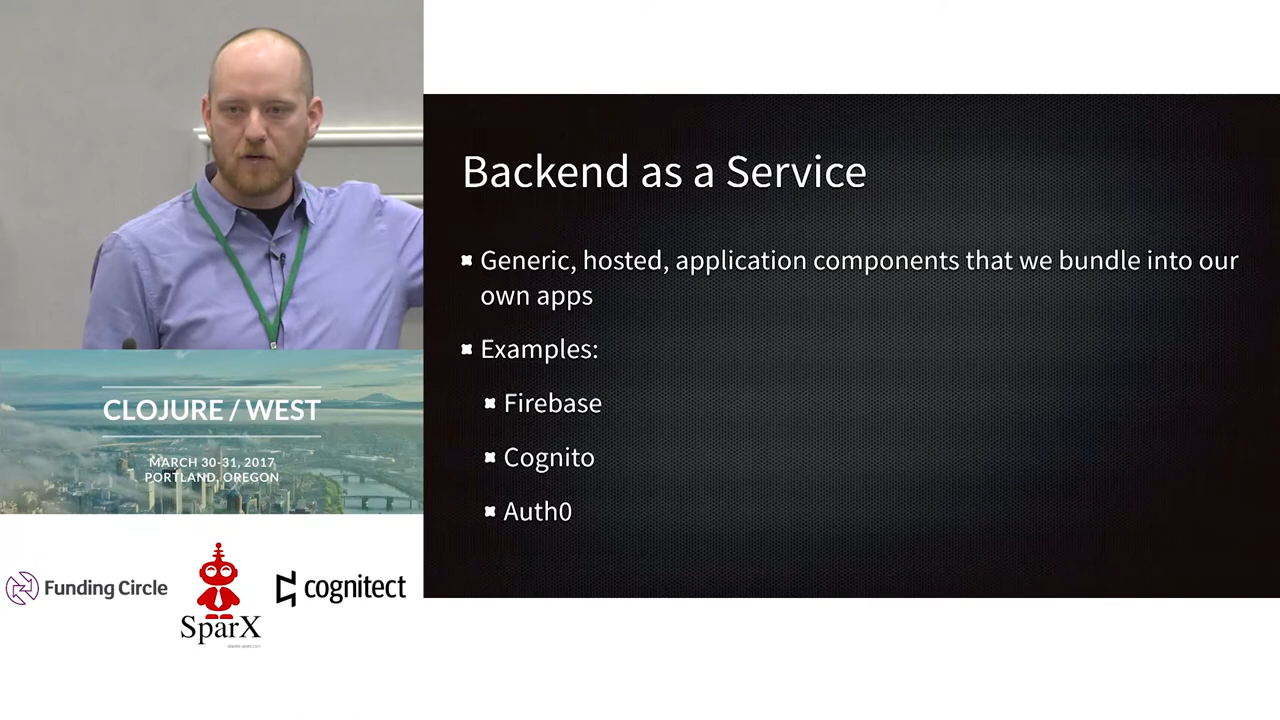 Backend as a Service
Generic, hosted, application components that we bundle into our
own apps
Examples:
Firebase
Cognito
Auth0
CLOJURE / WEST
MARCH 30-31, 2017
PORTLAND, OREGON
Funding Circle
SparX
cognitect